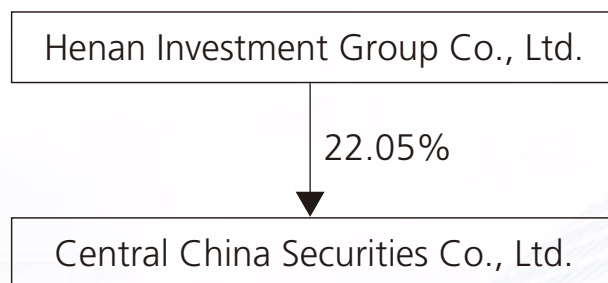 Henan Investment Group Co., Ltd.
22.05%
Central China Securities Co., Ltd.